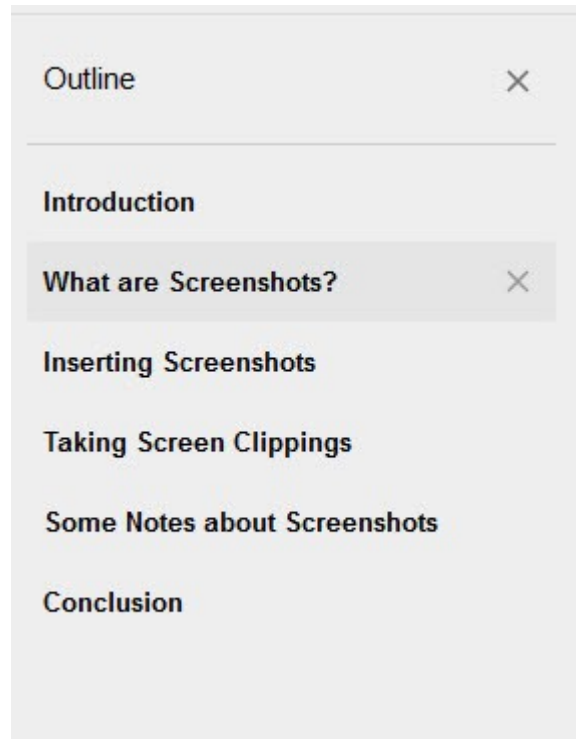 Outline
Introduction
What are Screenshots?
Inserting Screenshots
Taking Screen Clippings
Some Notes about Screenshots
Conclusion